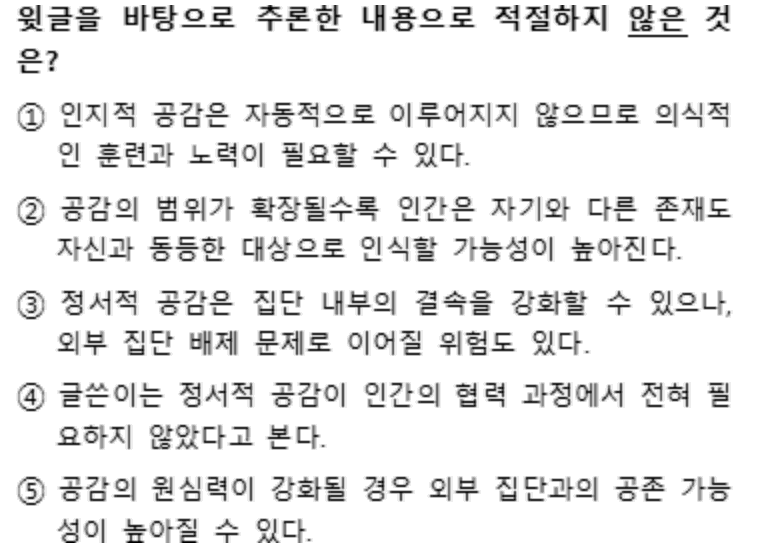 윗글을 바탕으로 추론한 내용으로 적절하지 않은 것
은?
① 인지적 공감은 자동적으로 이루어지지 않으므로 의식적
인 훈련과 노력이 필요할 수 있다.
② 공감의 범위가 확장될수록 인간은 자기와 다른 존재도
자신과 동등한 대상으로 인식할 가능성이 높아진다.
③ 정서적 공감은 집단 내부의 결속을 강화할 수 있으나,
외부 집단 배제 문제로 이어질 위험도 있다.
④ 글쓴이는 정서적 공감이 인간의 협력 과정에서 전혀 필
요하지 않았다고 본다.
⑤ 공감의 원심력이 강화될 경우 외부 집단과의 공존 가능
성이 높아질 수 있다.